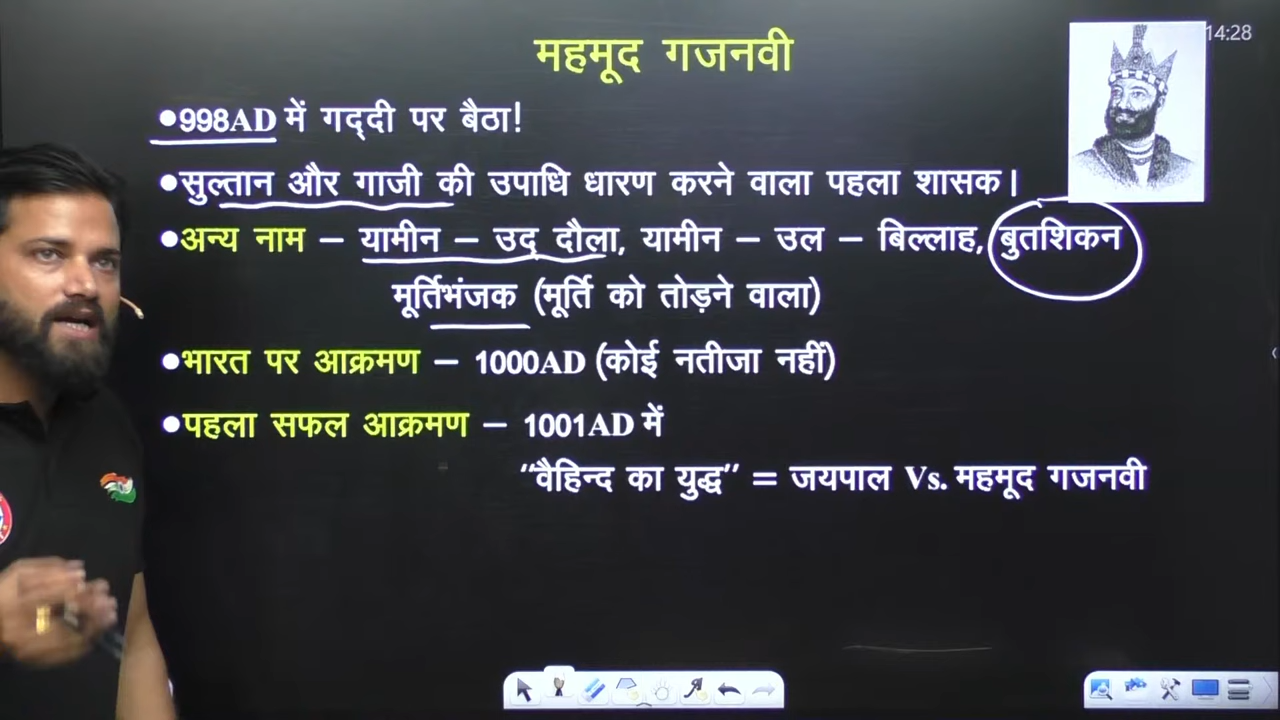 महमूद गजनवी
14:28
•998AD में गद्दी पर बैठा!
•सुल्तान और गाजी की उपाधि धारण करने वाला पहला शासक।
•अन्य नाम – यामीन – उद् दौला, यामीन – उल – बिल्लाह, बुतशिकन
मूर्तिभंजक (मूर्ति को तोड़ने वाला)
•भारत पर आक्रमण – 1000AD (कोई नतीजा नहीं)
•पहला सफल आक्रमण – 1001AD में
“वैहिन्द का युद्ध” = जयपाल Vs. महमूद गजनवी